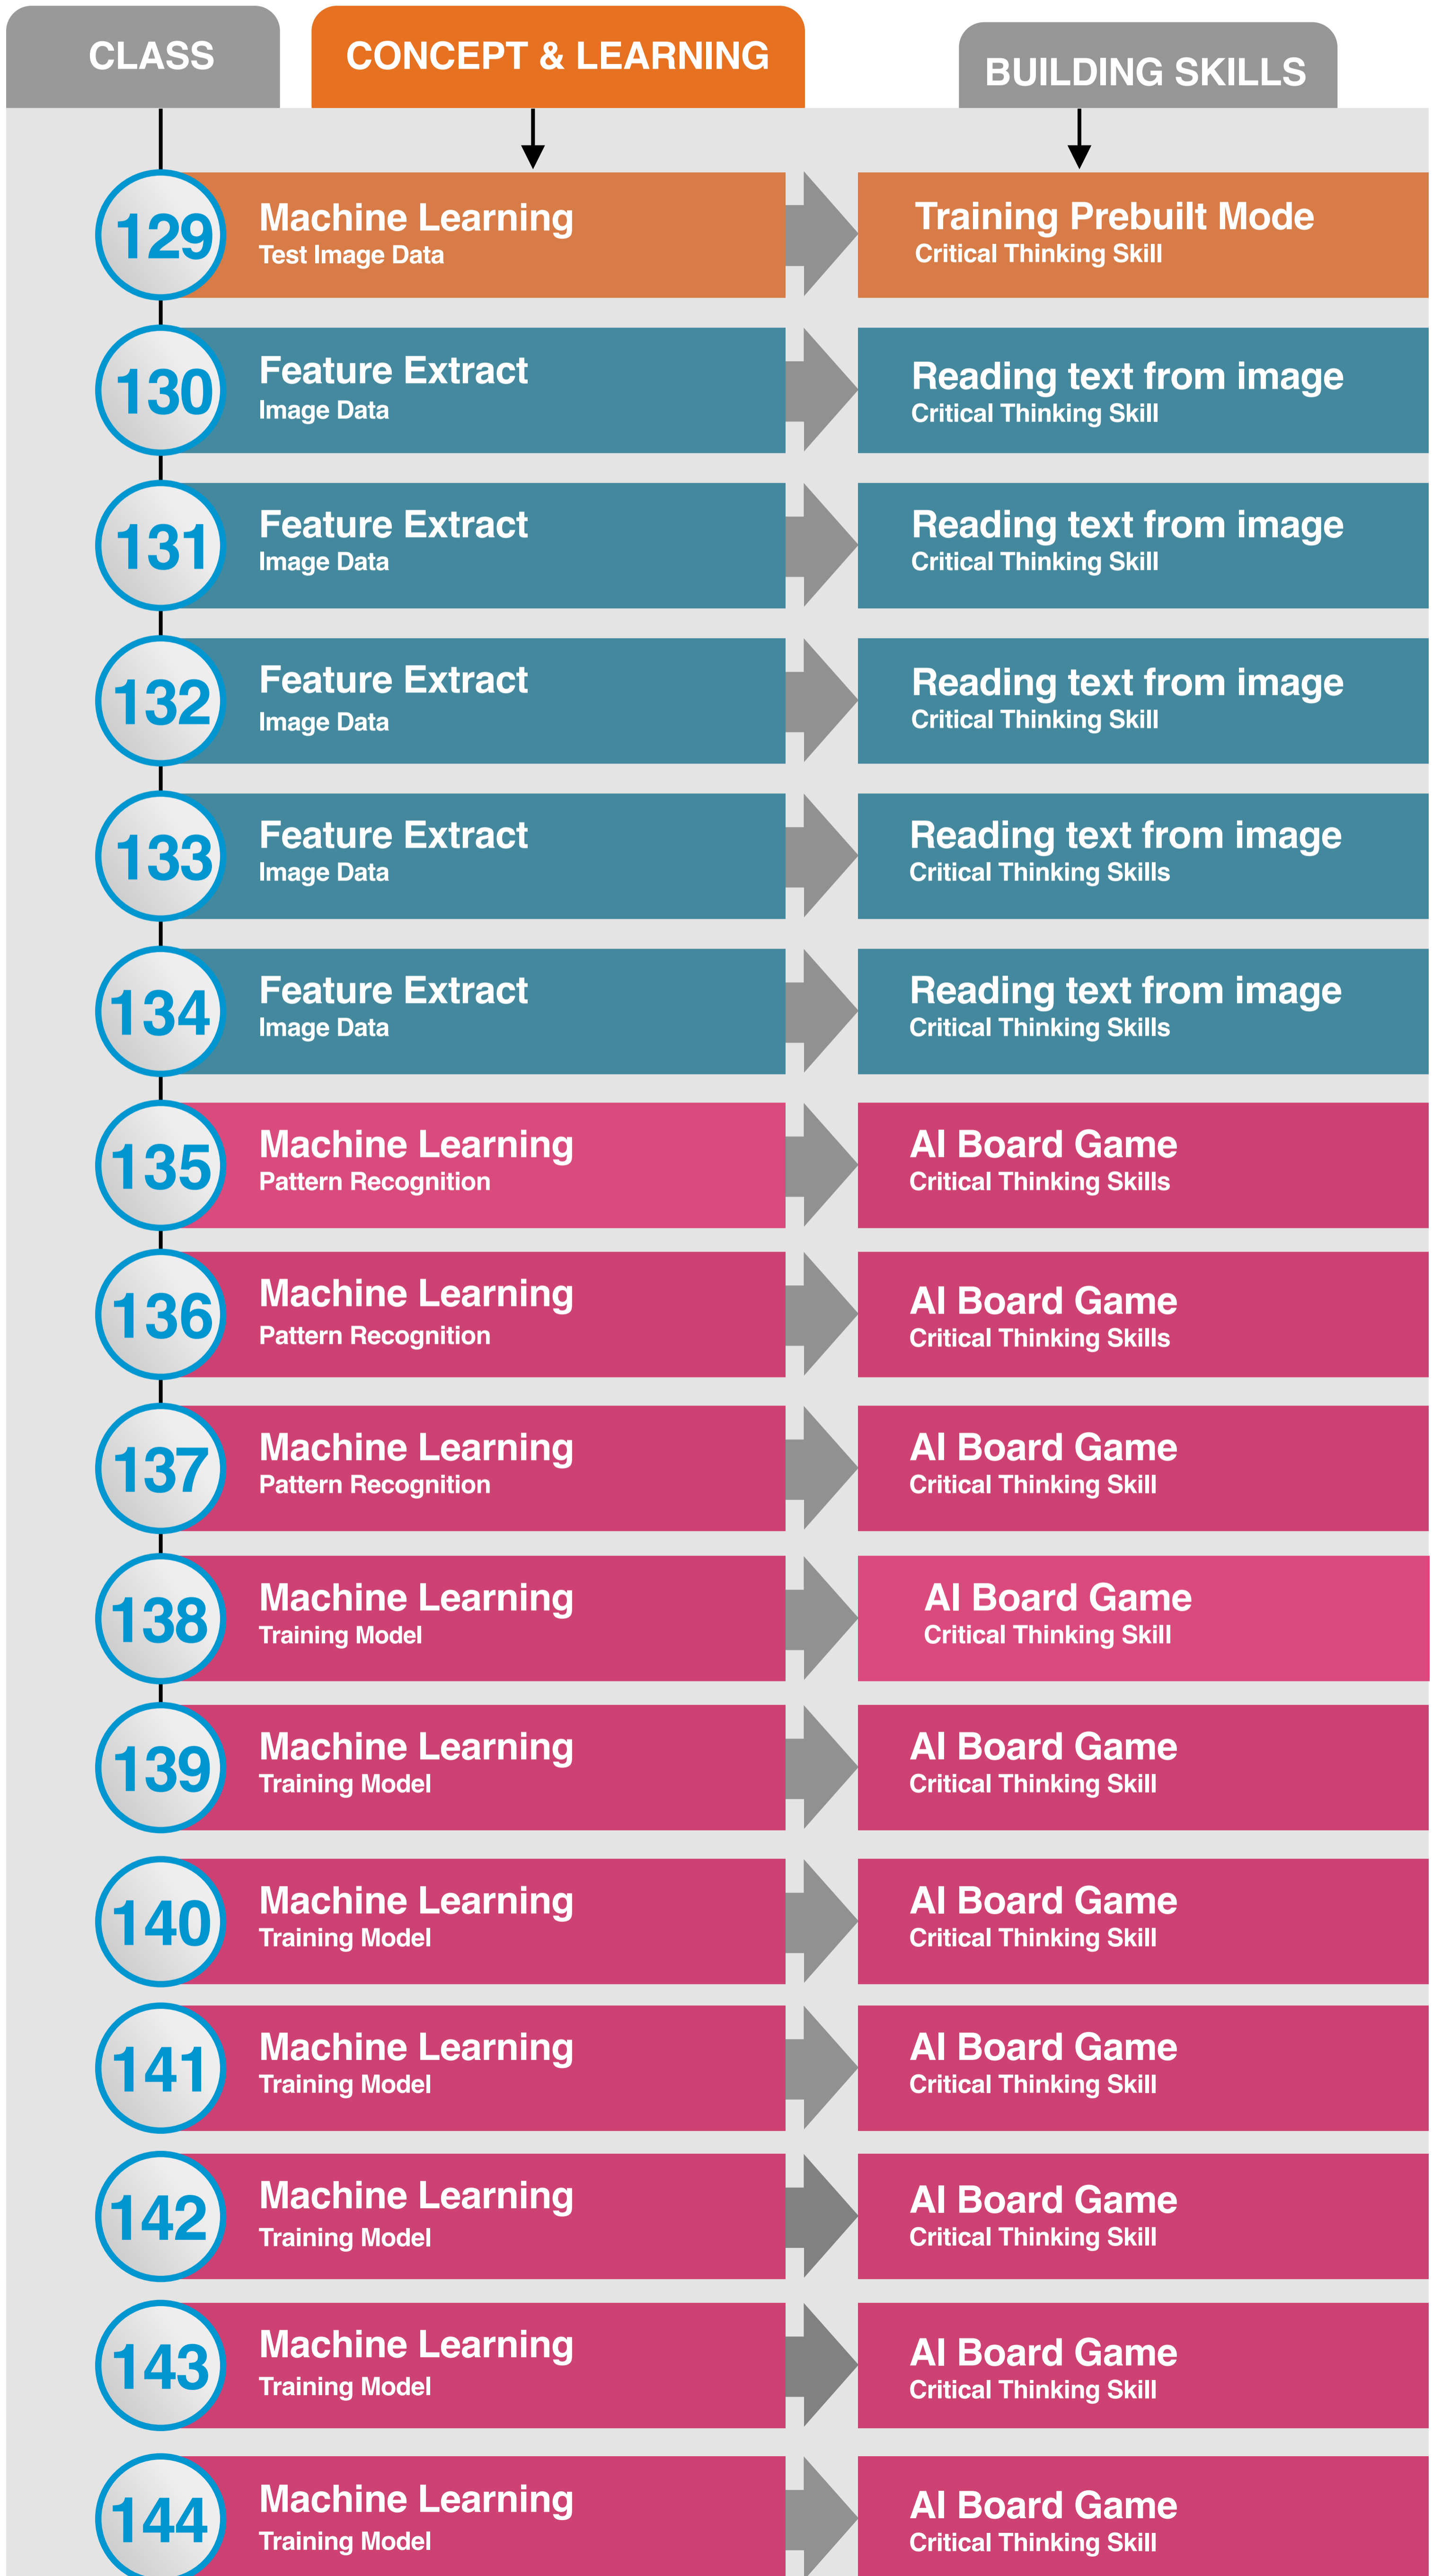 CLASS
CONCEPT & LEARNING
BUILDING SKILLS
129
Machine Learning
Test Image Data
Training Prebuilt Mode
Critical Thinking Skill
130
Feature Extract
Image Data
Reading text from image
Critical Thinking Skill
131
Feature Extract
Image Data
Reading text from image
Critical Thinking Skill
132
Feature Extract
Image Data
Reading text from image
Critical Thinking Skill
133
Feature Extract
Image Data
Reading text from image
Critical Thinking Skills
134
Feature Extract
Image Data
Reading text from image
Critical Thinking Skills
135
Machine Learning
Pattern Recognition
AI Board Game
Critical Thinking Skills
136
Machine Learning
Pattern Recognition
AI Board Game
Critical Thinking Skills
137
Machine Learning
Pattern Recognition
AI Board Game
Critical Thinking Skill
138
Machine Learning
Training Model
AI Board Game
Critical Thinking Skill
139
Machine Learning
Training Model
AI Board Game
Critical Thinking Skill
140
Machine Learning
Training Model
AI Board Game
Critical Thinking Skill
141
Machine Learning
Training Model
AI Board Game
Critical Thinking Skill
142
Machine Learning
Training Model
AI Board Game
Critical Thinking Skill
143
Machine Learning
Training Model
AI Board Game
Critical Thinking Skill
144
Machine Learning
Training Model
AI Board Game
Critical Thinking Skill